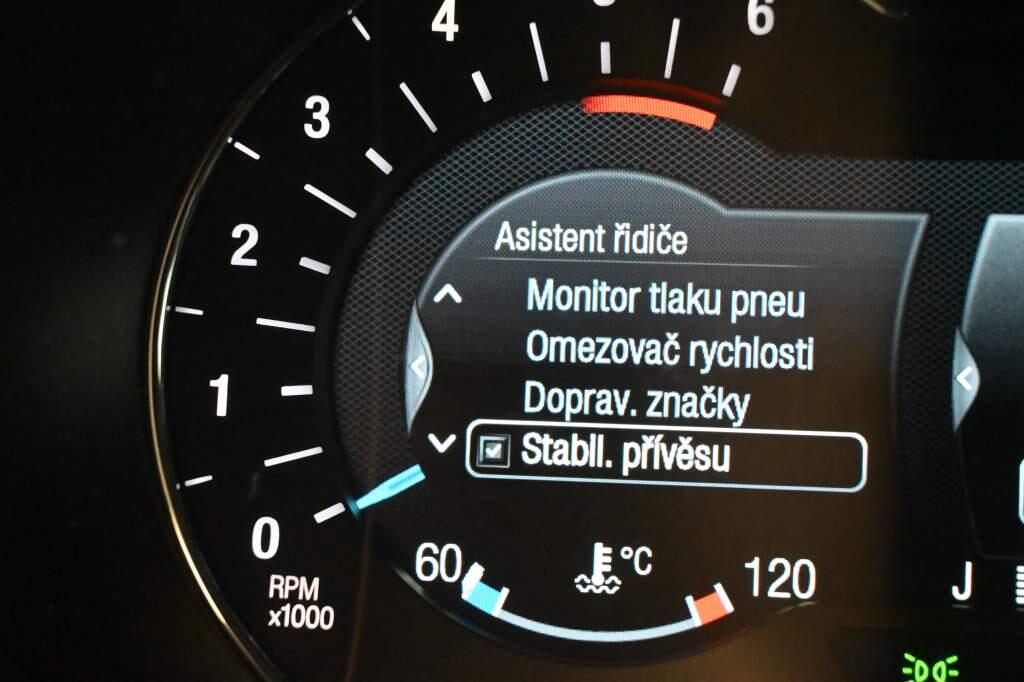 4
6
3
2
1
0
RPM
x1000
Asistent řidiče
Monitor tlaku pneu
Omezovač rychlosti
Doprav. značky
Stabil. přívěsu
60
°C
120
J